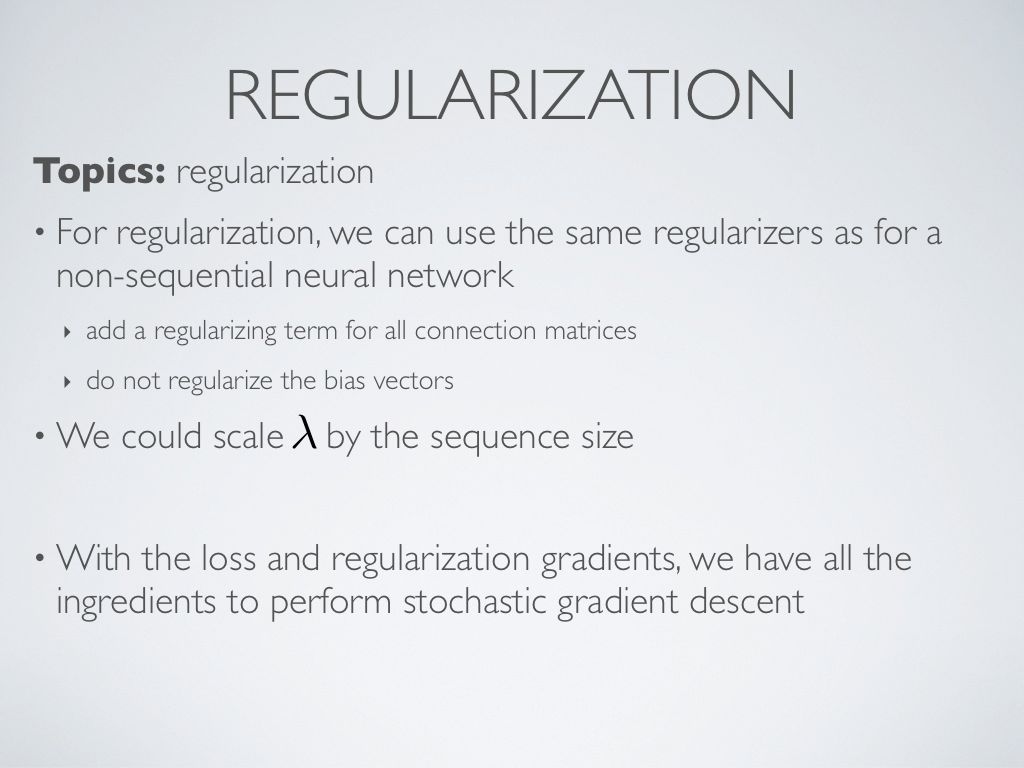 REGULARIZATION
Topics: regularization
• For regularization, we can use the same regularizers as for a
non-sequential neural network
‣ add a regularizing term for all connection matrices
‣ do not regularize the bias vectors
• We could scale λ by the sequence size
• With the loss and regularization gradients, we have all the
ingredients to perform stochastic gradient descent